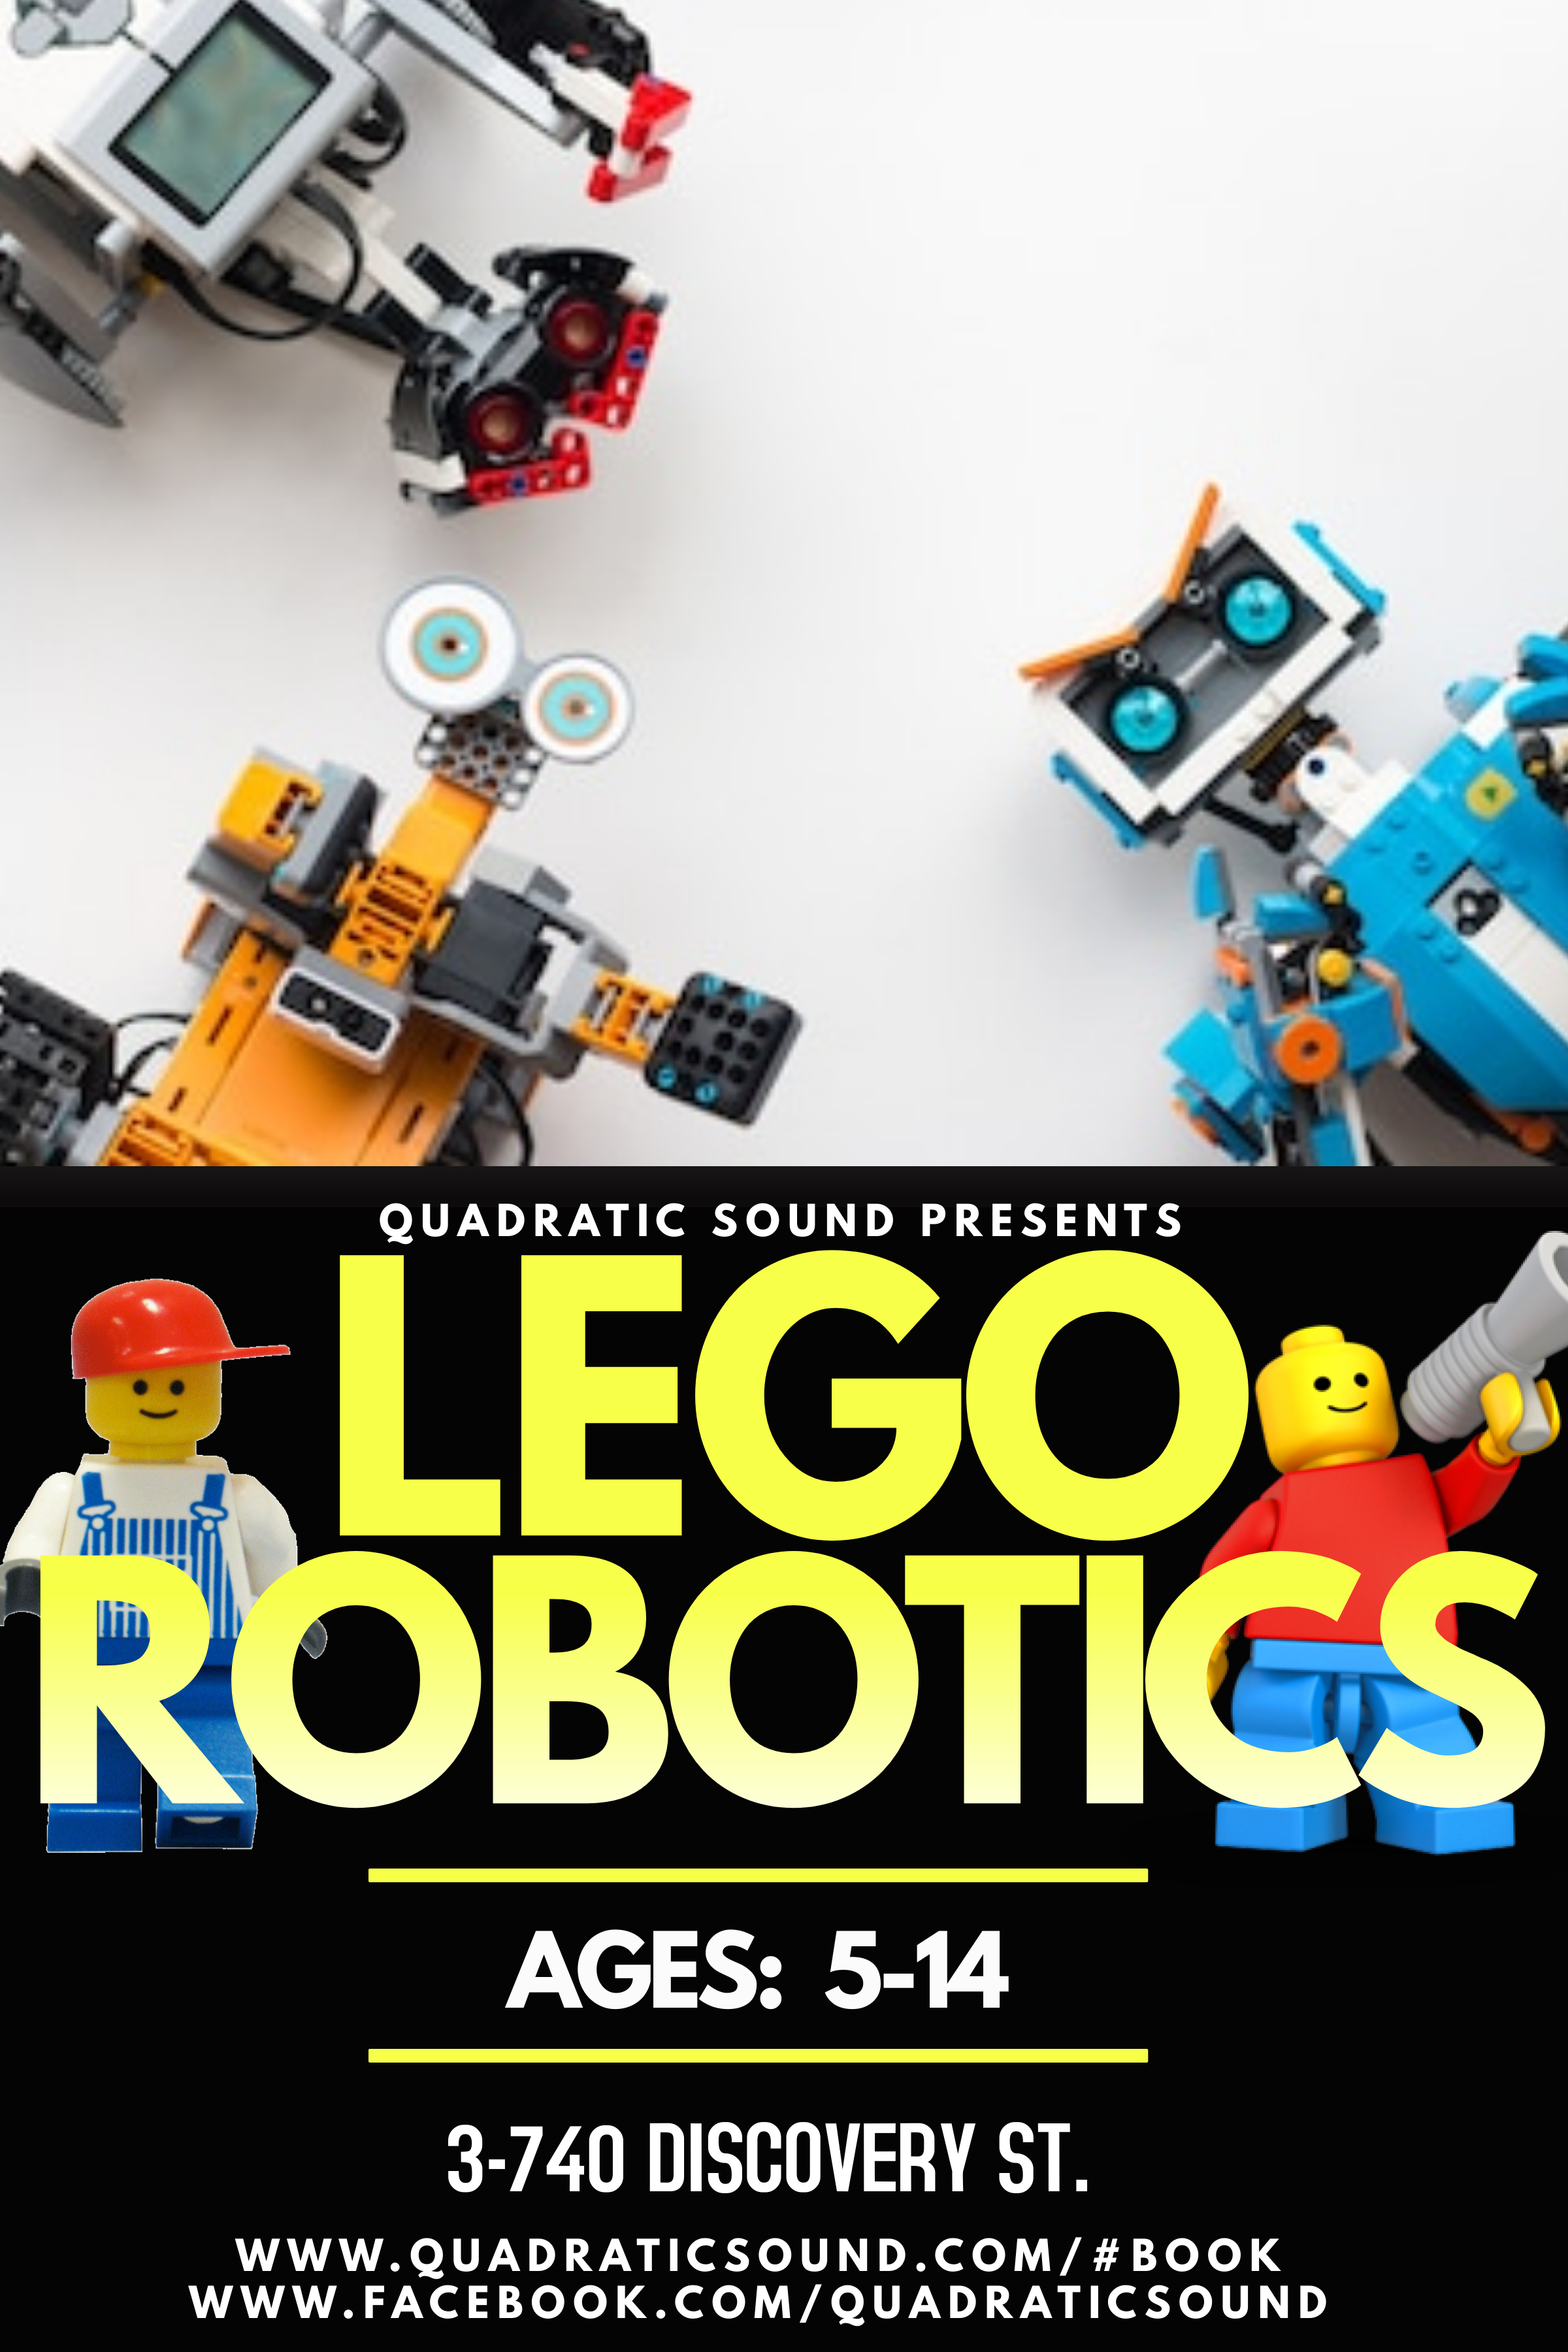 QUADRATIC SOUND PRESENTS
LEGO
ROBOTICS
AGES: 5-14
3-740 DISCOVERY ST.
WWW.QUADRATICSOUND.COM/#BOOK
WWW.FACEBOOK.COM/QUADRATICSOUND